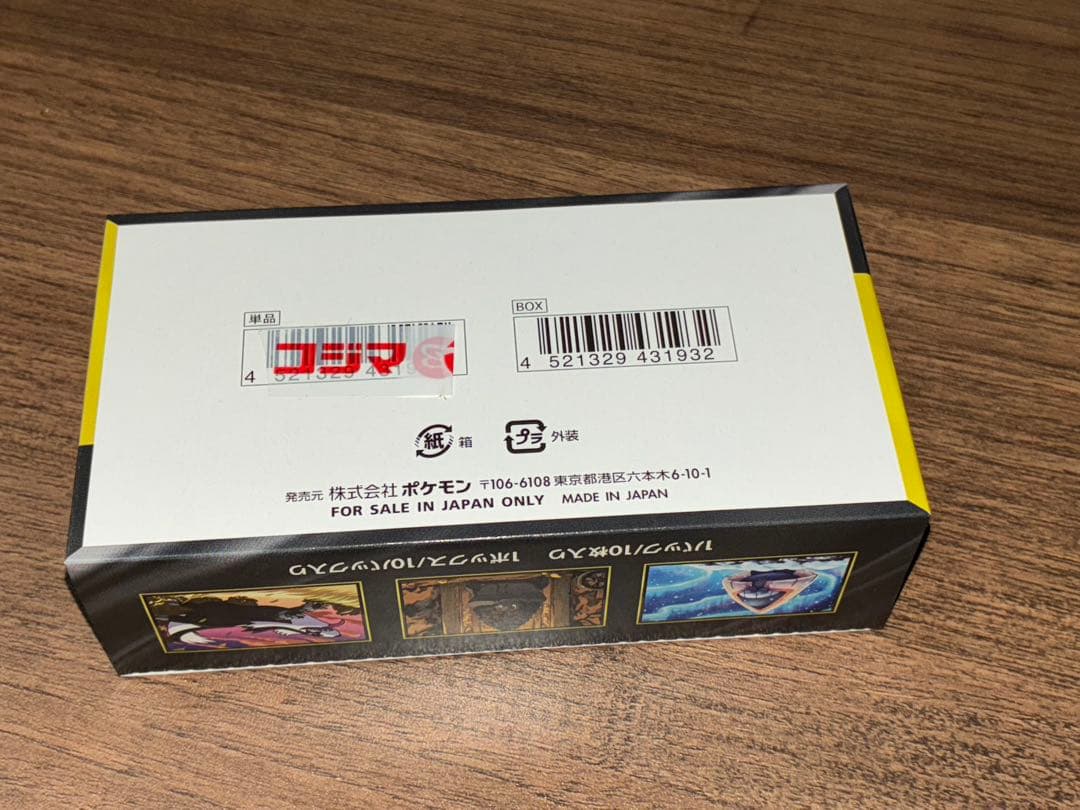 単品
コジマ
4 521329 4319
BOX
4 521329 431932
紙 箱
プラ 外装
発売元 株式会社 ポケモン 〒106-6108 東京都港区六本木6-10-1
FOR SALE IN JAPAN ONLY MADE IN JAPAN
1パック/10枚入り 1ボックス/10パック入り